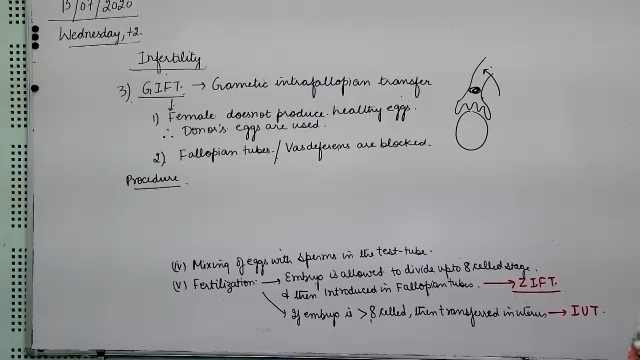 13/07/2020
Wednesday, +2
Infertility
3) GIFT. → Gametic intrafallopian transfer
1) Female doesnot produce healthy eggs.
∴ Donor's eggs are used.
2) Fallopian tubes / Vas deferens are blocked.
Procedure.
(iv) Mixing of eggs with sperms in the test-tube.
(v) Fertilization → Embryo is allowed to divide upto 8 celled stage
& then introduced in Fallopian tubes. → ZIFT.
→ If embryo is >8 celled, then transferred in uterus → IUT.